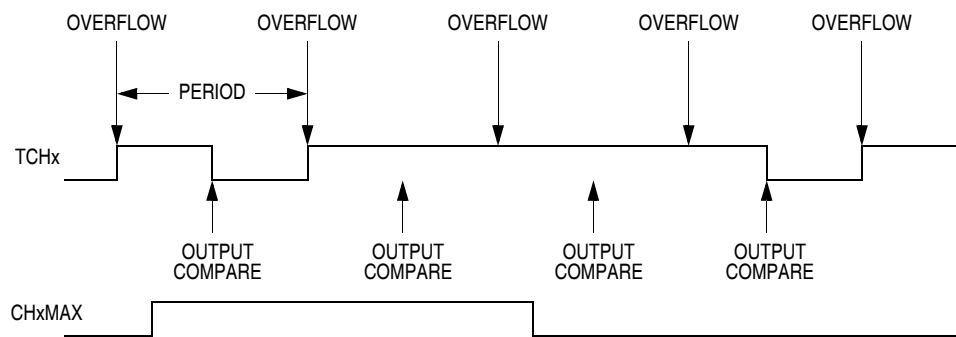 OVERFLOW OVERFLOW OVERFLOW OVERFLOW OVERFLOW
PERIOD
TCHx
OUTPUT OUTPUT OUTPUT OUTPUT
COMPARE COMPARE COMPARE COMPARE
CHxMAX